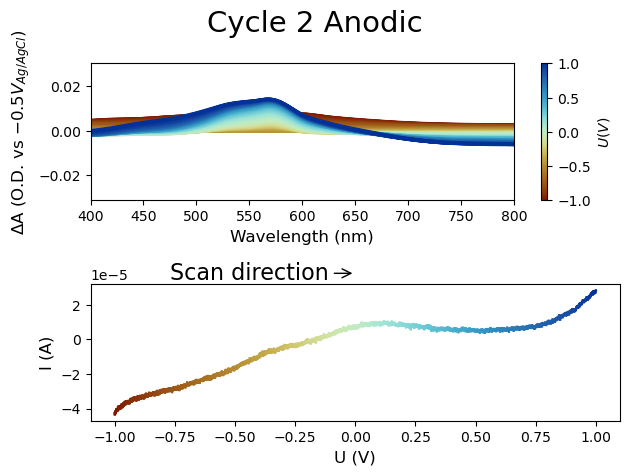 Cycle 2 Anodic
ΔA (O.D. vs −0.5V_{Ag/AgCl})
0.02
0.00
−0.02
400 450 500 550 600 650 700 750 800
Wavelength (nm)
1.0
0.5
0.0
−0.5
−1.0
U(V)
Scan direction →
1e−5
I (A)
2
0
−2
−4
−1.00 −0.75 −0.50 −0.25 0.00 0.25 0.50 0.75 1.00
U (V)